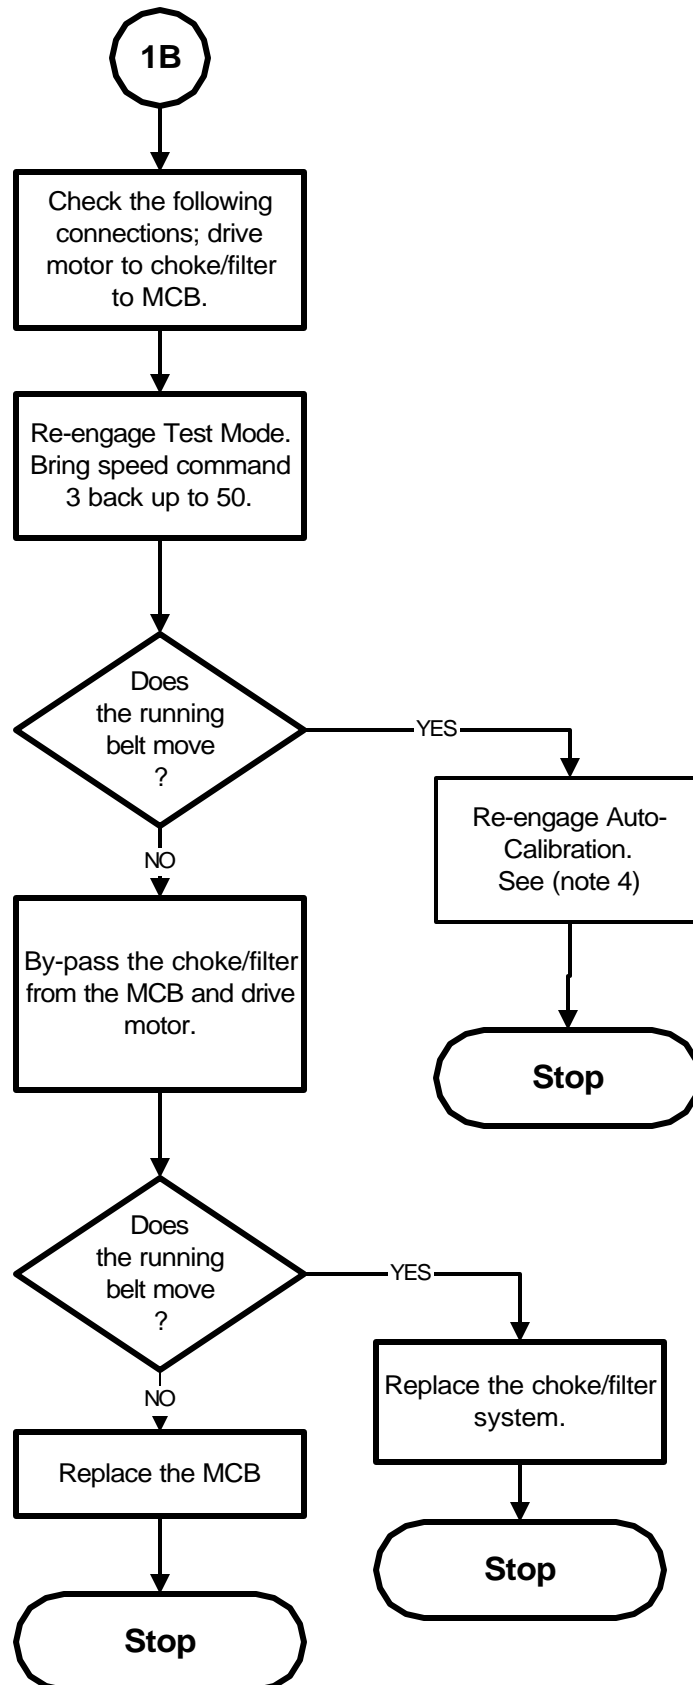 1B
Check the following
connections; drive
motor to choke/filter
to MCB.
Re-engage Test Mode.
Bring speed command
3 back up to 50.
Does
the running
belt move
?
YES
Re-engage Auto-
Calibration.
See (note 4)
Stop
NO
By-pass the choke/filter
from the MCB and drive
motor.
Does
the running
belt move
?
YES
Replace the choke/filter
system.
Stop
NO
Replace the MCB
Stop